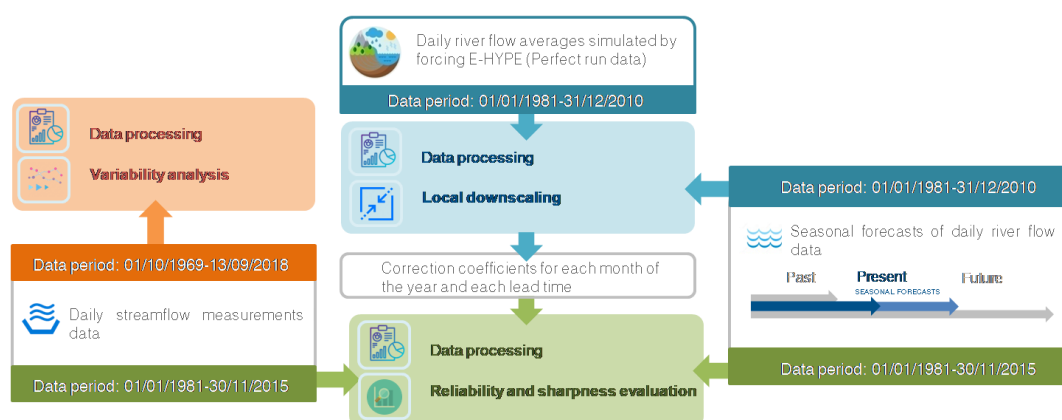 Daily river flow averages simulated by
forcing E-HYPE (Perfect run data)
Data period: 01/01/1981-31/12/2010
Data processing
Variability analysis
Data processing
Local downscaling
Data period: 01/01/1981-31/12/2010
Seasonal forecasts of daily river flow
data
Past
Present
Future
SEASONAL FORECASTS
Data period: 01/10/1969-13/09/2018
Daily streamflow measurements
data
Correction coefficients for each month of
the year and each lead time
Data processing
Reliability and sharpness evaluation
Data period: 01/01/1981-30/11/2015
Data period: 01/01/1981-30/11/2015